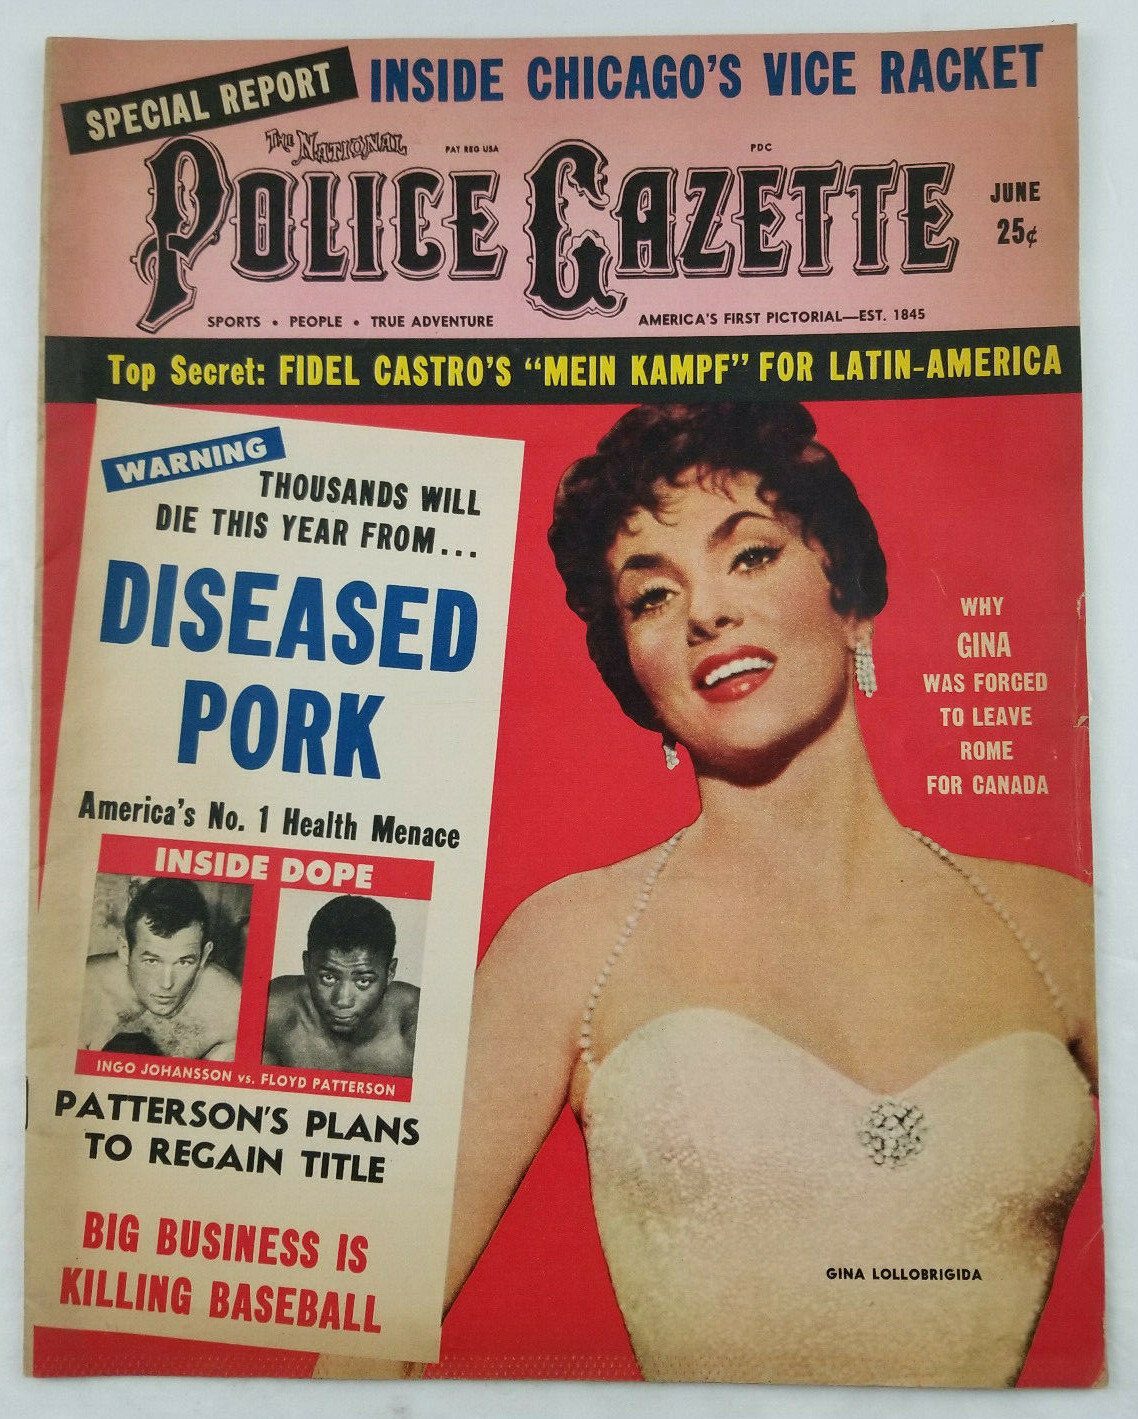 SPECIAL REPORT
INSIDE CHICAGO'S VICE RACKET
THE NATIONAL
PAT REG USA
PDC
POLICE GAZETTE
JUNE
25¢
SPORTS • PEOPLE • TRUE ADVENTURE
AMERICA'S FIRST PICTORIAL—EST. 1845
Top Secret: FIDEL CASTRO'S “MEIN KAMPF” FOR LATIN-AMERICA
WARNING
THOUSANDS WILL
DIE THIS YEAR FROM...
DISEASED
PORK
America's No. 1 Health Menace
INSIDE DOPE
INGO JOHANSSON vs. FLOYD PATTERSON
PATTERSON'S PLANS
TO REGAIN TITLE
BIG BUSINESS IS
KILLING BASEBALL
WHY
GINA
WAS FORCED
TO LEAVE
ROME
FOR CANADA
GINA LOLLOBRIGIDA